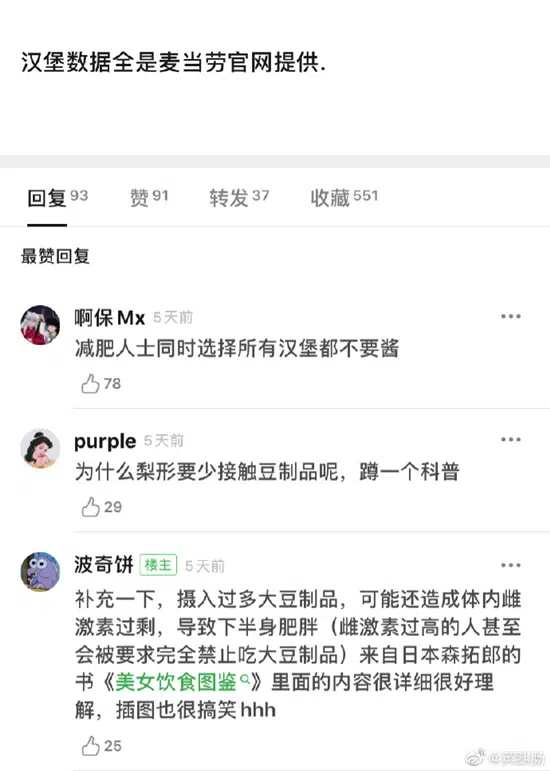 汉堡数据全是麦当劳官网提供.
回复 93 赞 91 转发 37 收藏 551
最赞回复
啊保Mx 5天前
减肥人士同时选择所有汉堡都不要酱
78
purple 5天前
为什么梨形要少接触豆制品呢，蹲一个科普
29
波奇饼 楼主 5天前
补充一下，摄入过多大豆制品，可能还造成体内雌
激素过剩，导致下半身肥胖（雌激素过高的人甚至
会被要求完全禁止吃大豆制品）来自日本森拓郎的
书《美女饮食图鉴》里面的内容很详细很好理
解，插图也很搞笑hhh
25